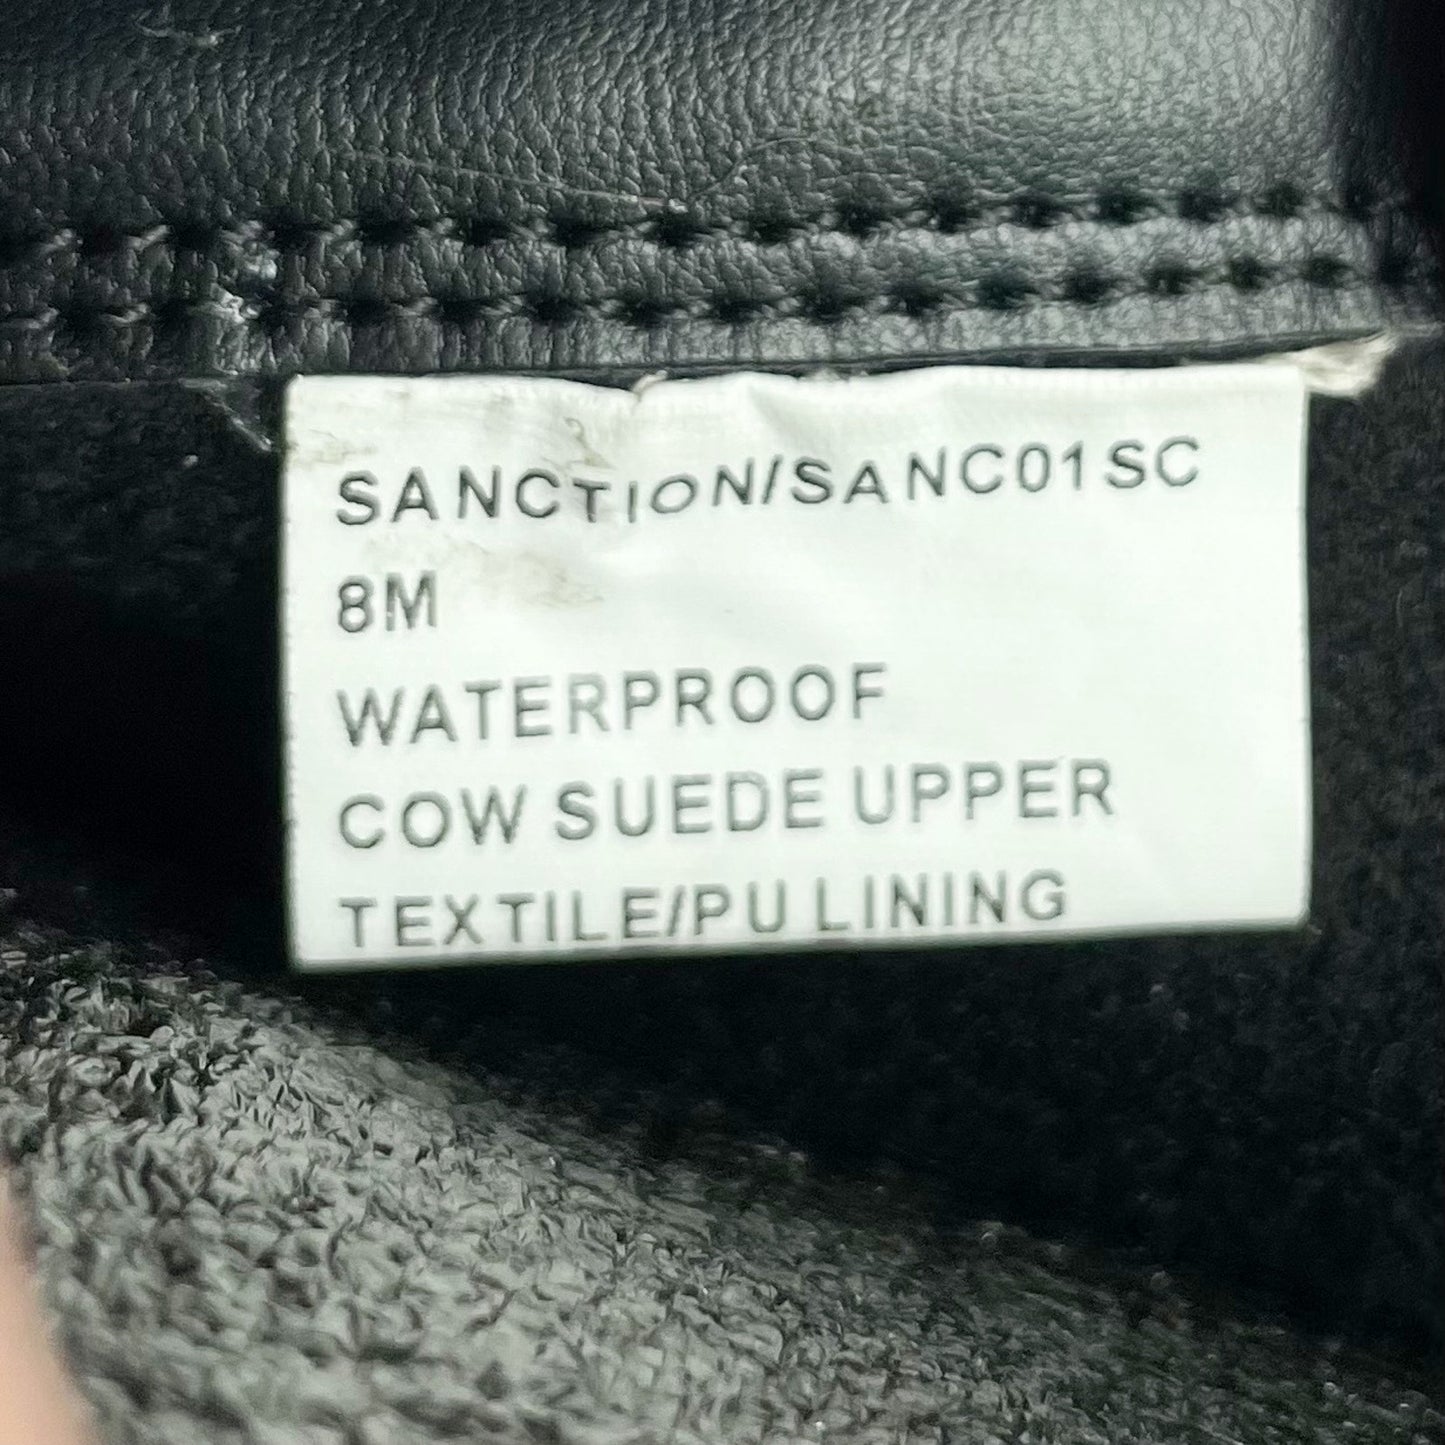 SANCTION/SANC01SC
8M
WATERPROOF
COW SUEDE UPPER
TEXTILE/PU LINING